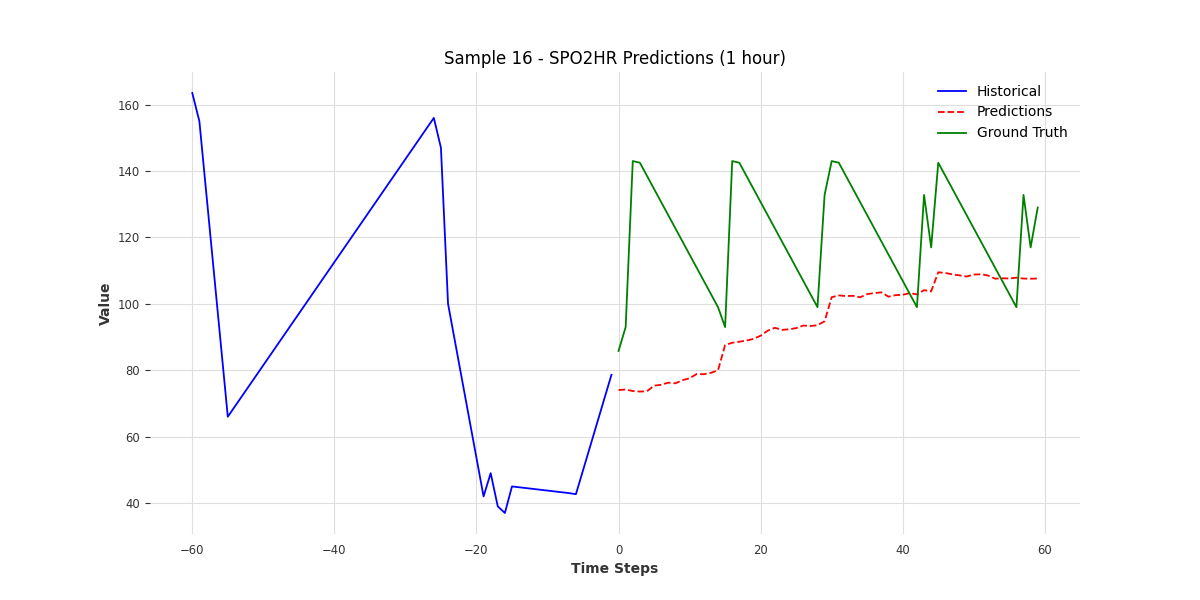 Sample 16 - SPO2HR Predictions (1 hour)
Historical
Predictions
Ground Truth
160
140
120
100
80
60
40
Value
−60
−40
−20
0
20
40
60
Time Steps